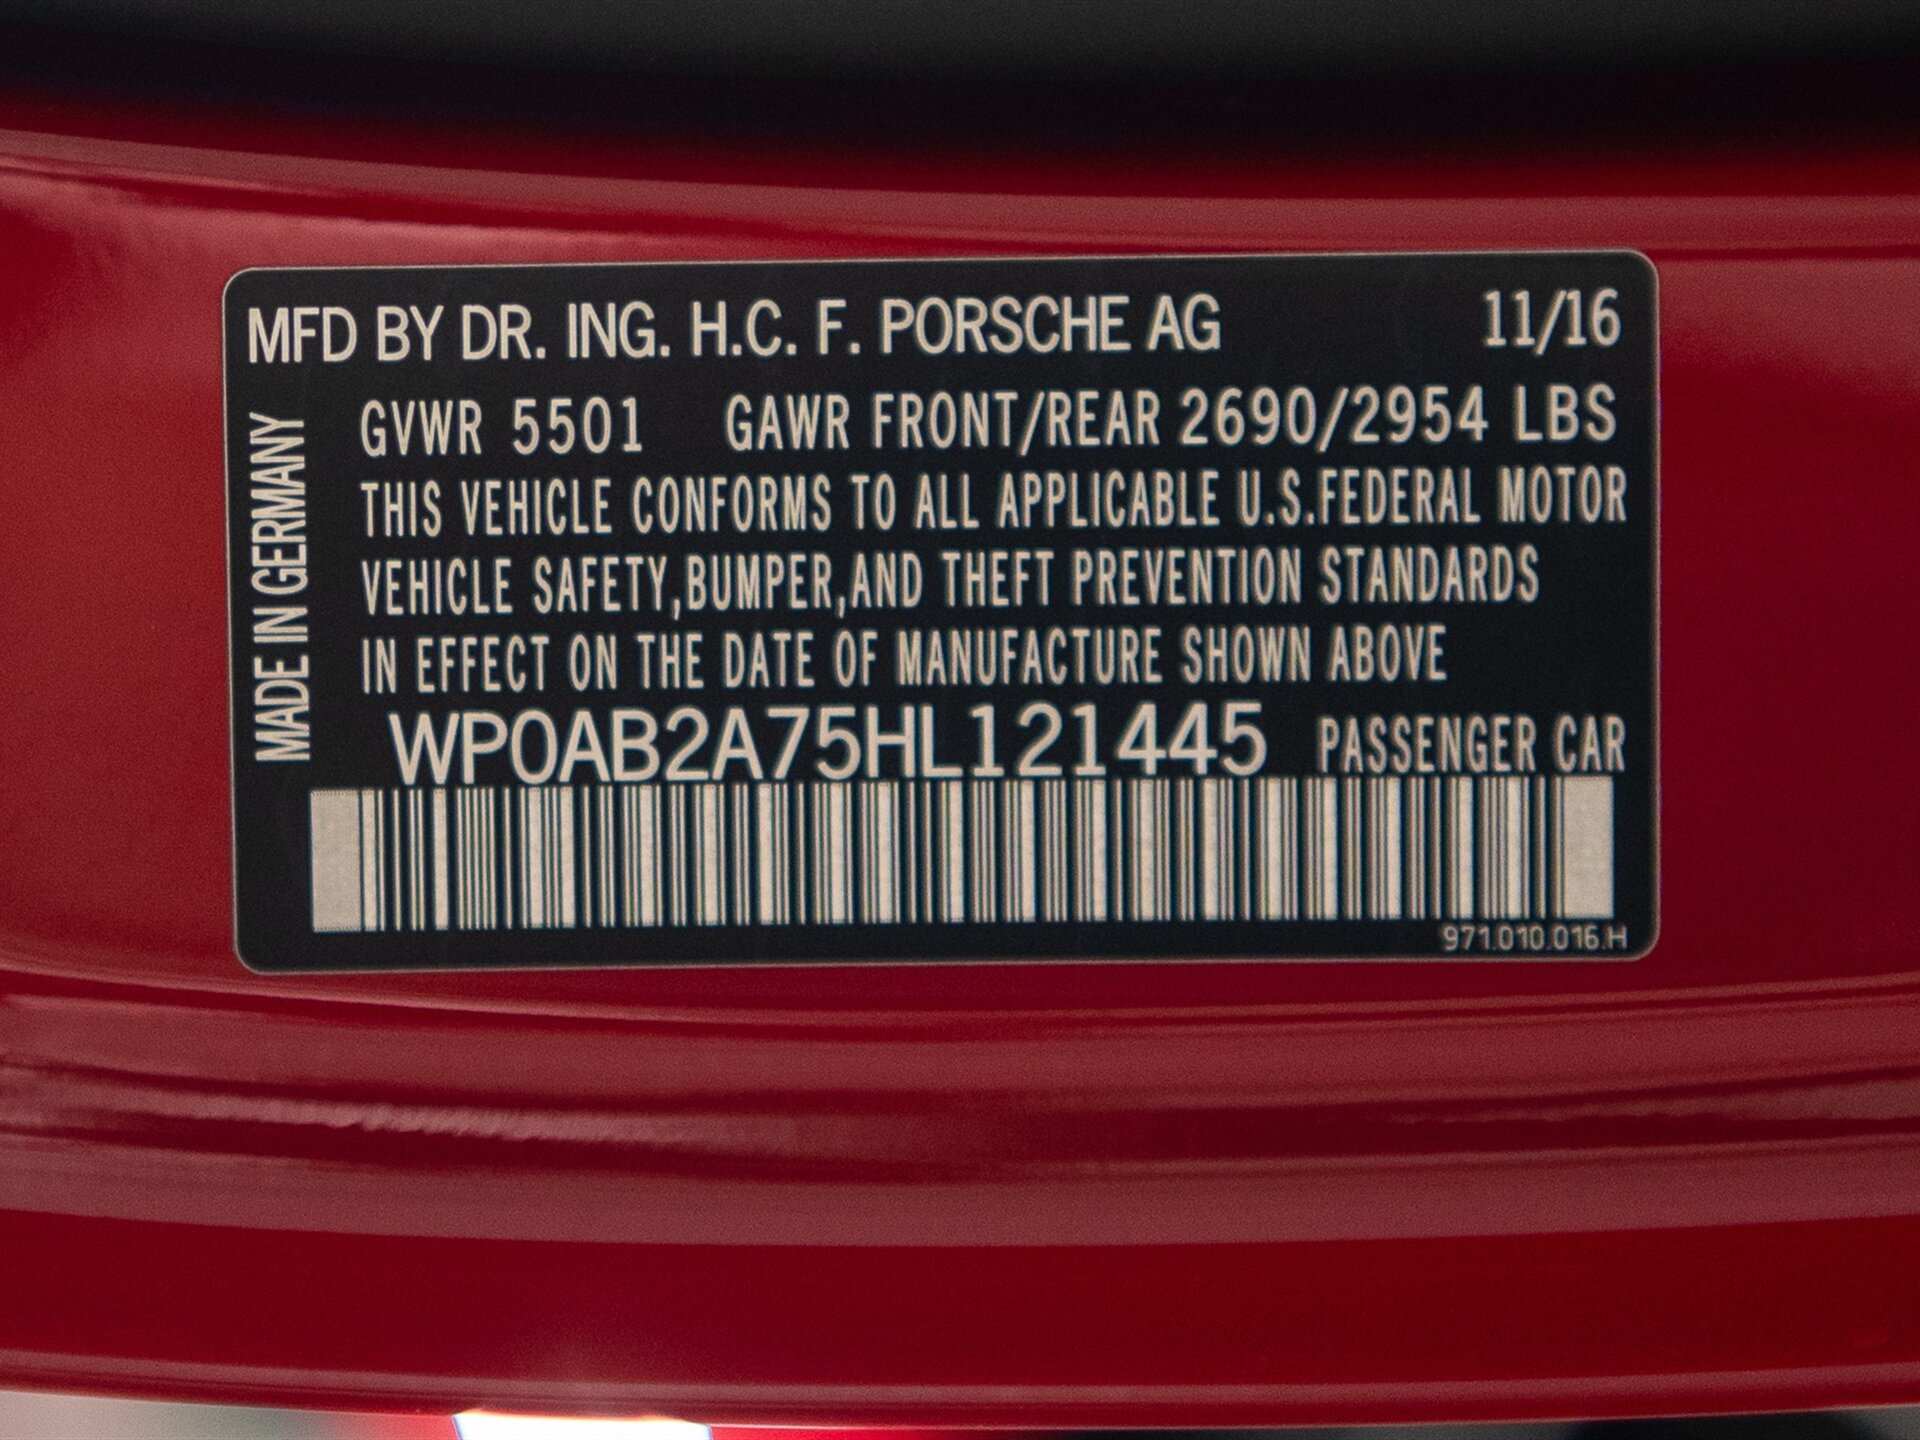 MFD BY DR. ING. H.C. F. PORSCHE AG 11/16
MADE IN GERMANY
GVWR 5501 GAWR FRONT/REAR 2690/2954 LBS
THIS VEHICLE CONFORMS TO ALL APPLICABLE U.S.FEDERAL MOTOR
VEHICLE SAFETY,BUMPER,AND THEFT PREVENTION STANDARDS
IN EFFECT ON THE DATE OF MANUFACTURE SHOWN ABOVE
WP0AB2A75HL121445 PASSENGER CAR
971.010.016.H